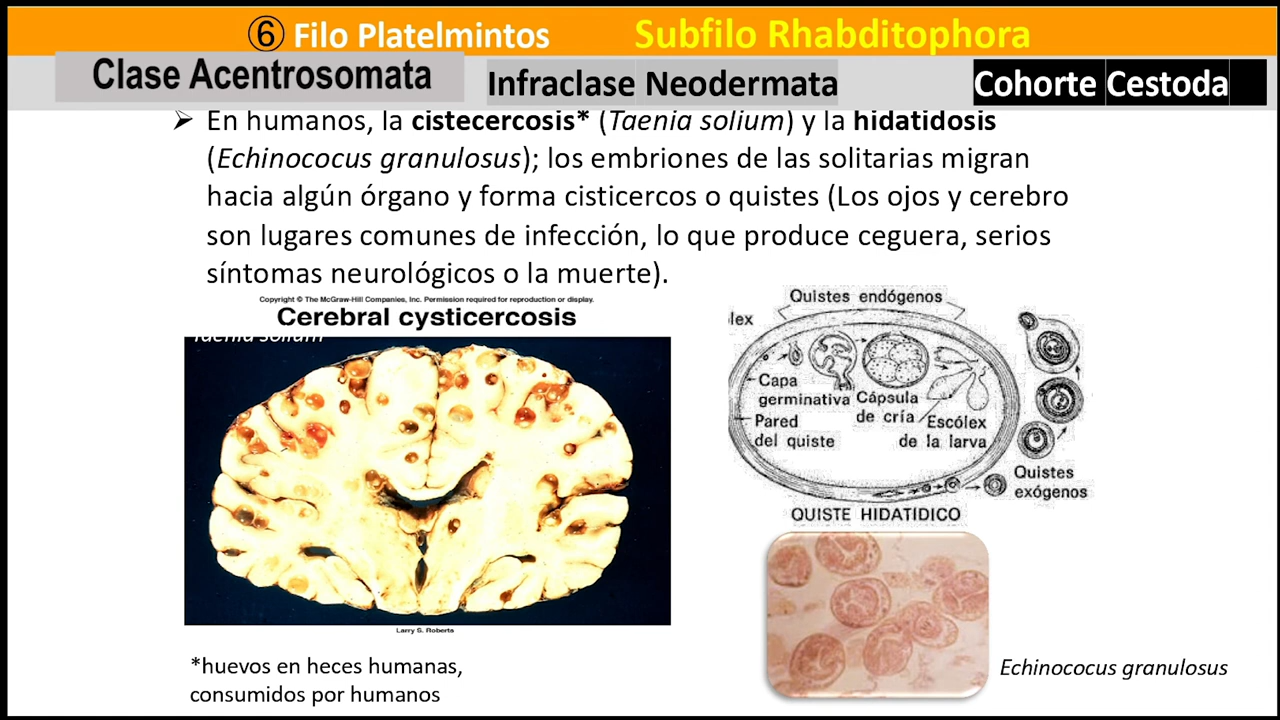 ⑥ Filo Platelmintos Subfilo Rhabditophora
Clase Acentrosomata Infraclase Neodermata Cohorte Cestoda
➢ En humanos, la cistecercosis* (Taenia solium) y la hidatidosis
(Echinococus granulosus); los embriones de las solitarias migran
hacia algún órgano y forma cisticercos o quistes (Los ojos y cerebro
son lugares comunes de infección, lo que produce ceguera, serios
síntomas neurológicos o la muerte).
Copyright © The McGraw-Hill Companies, Inc. Permission required for reproduction or display.
Cerebral cysticercosis
Taenia solium
Larry S. Roberts
*huevos en heces humanas,
consumidos por humanos
Quistes endógenos
lex
Capa
germinativa
Cápsula
de cría
Pared
del quiste
Escólex
de la larva
Quistes
exógenos
QUISTE HIDATÍDICO
Echinococus granulosus